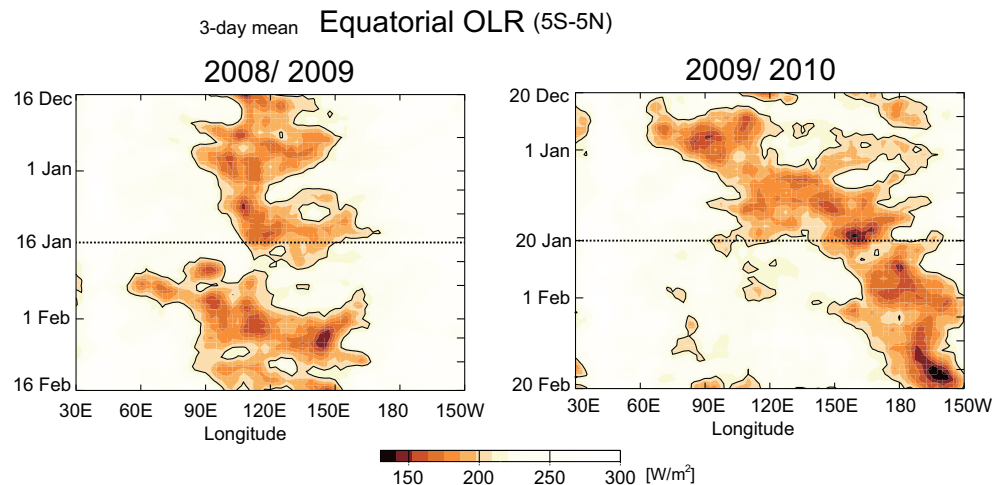 3-day mean Equatorial OLR (5S-5N)
2008/ 2009
16 Dec
1 Jan
16 Jan
1 Feb
16 Feb
30E 60E 90E 120E 150E 180 150W
Longitude
2009/ 2010
20 Dec
1 Jan
20 Jan
1 Feb
20 Feb
30E 60E 90E 120E 150E 180 150W
Longitude
150 200 250 300 [W/m²]